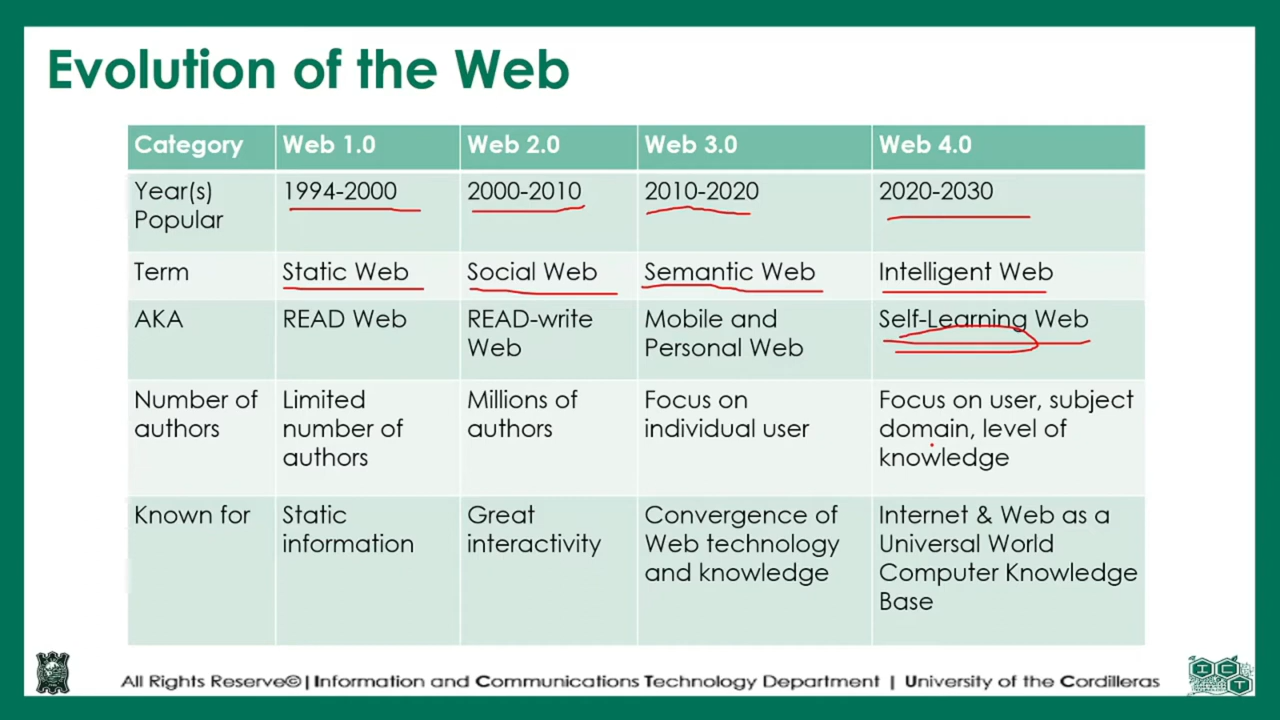 Evolution of the Web
Category Web 1.0 Web 2.0 Web 3.0 Web 4.0
Year(s) 1994-2000 2000-2010 2010-2020 2020-2030
Popular
Term Static Web Social Web Semantic Web Intelligent Web
AKA READ Web READ-write Mobile and Self-Learning Web
Web Personal Web
Number of Limited Millions of Focus on Focus on user, subject
authors number of authors individual user domain, level of
authors knowledge
Known for Static Great Convergence of Internet & Web as a
information interactivity Web technology Universal World
and knowledge Computer Knowledge
Base
All Rights Reserve©|Information and Communications Technology Department | University of the Cordilleras
I C
T